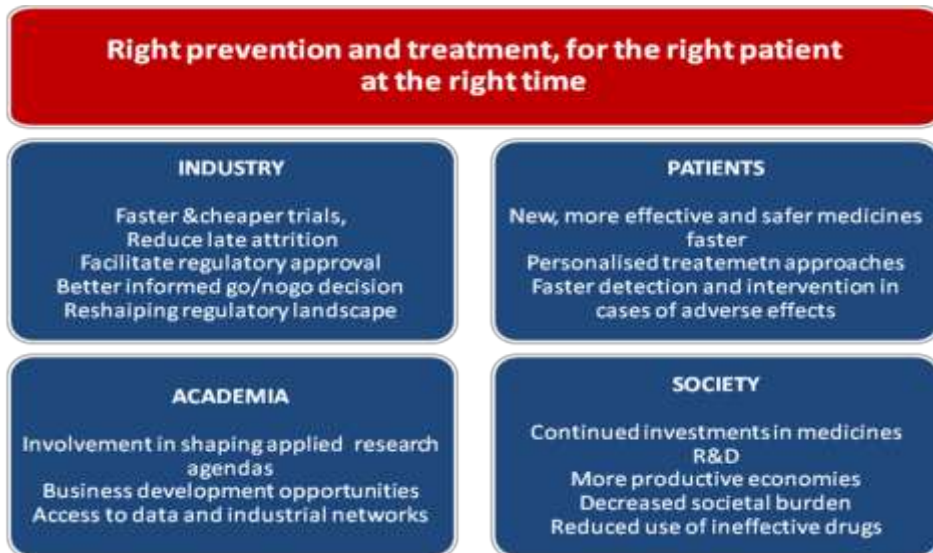 Right prevention and treatment, for the right patient
at the right time
INDUSTRY
Faster &cheaper trials,
Reduce late attrition
Facilitate regulatory approval
Better informed go/nogo decision
Reshaiping regulatory landscape
PATIENTS
New, more effective and safer medicines
faster
Personalised treatemetn approaches
Faster detection and intervention in
cases of adverse effects
ACADEMIA
Involvement in shaping applied research
agendas
Business development opportunities
Access to data and industrial networks
SOCIETY
Continued investments in medicines
R&D
More productive economies
Decreased societal burden
Reduced use of ineffective drugs